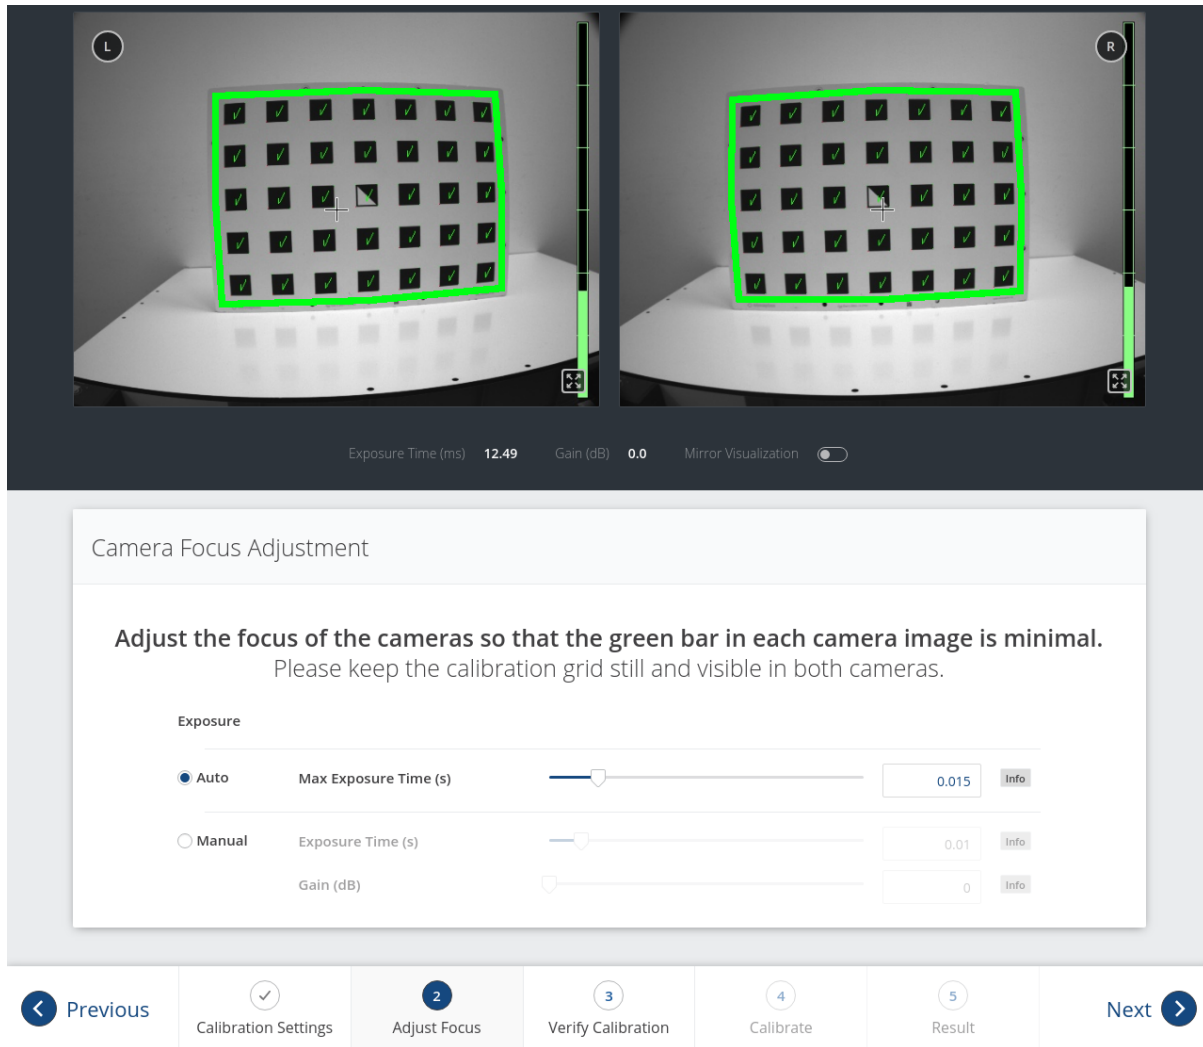 L
R
Exposure Time (ms) 12.49 Gain (dB) 0.0 Mirror Visualization
Camera Focus Adjustment
Adjust the focus of the cameras so that the green bar in each camera image is minimal.
Please keep the calibration grid still and visible in both cameras.
Exposure
Auto Max Exposure Time (s) 0.015 Info
Manual Exposure Time (s) 0.01 Info
Gain (dB) 0 Info
Previous
2
3
4
5
Calibration Settings
Adjust Focus
Verify Calibration
Calibrate
Result
Next